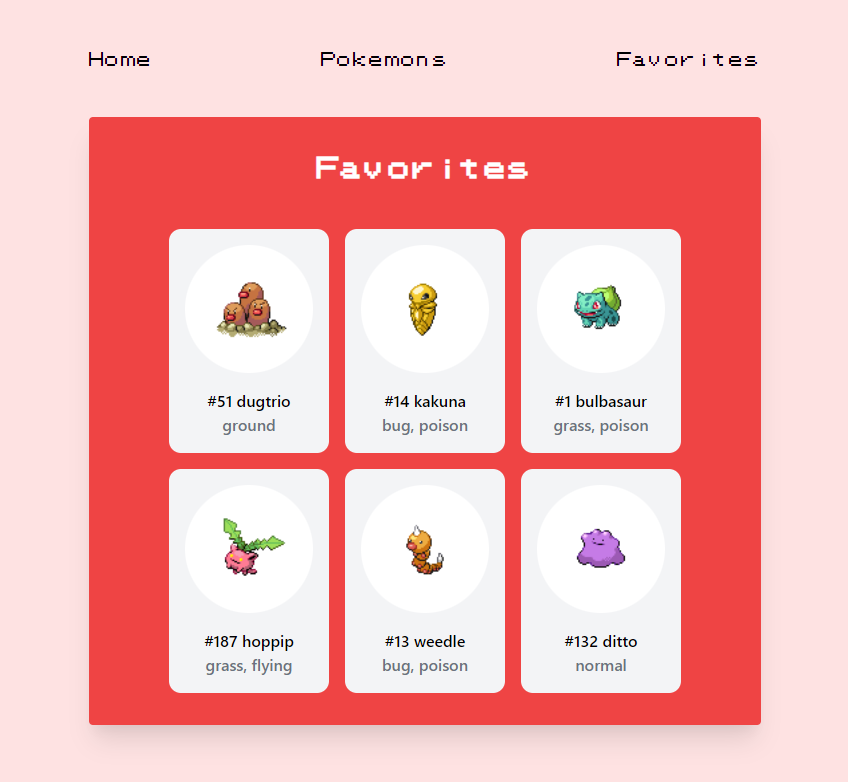 Home
Pokemons
Favorites
Favorites
#51 dugtrio
ground
#14 kakuna
bug, poison
#1 bulbasaur
grass, poison
#187 hoppip
grass, flying
#13 weedle
bug, poison
#132 ditto
normal